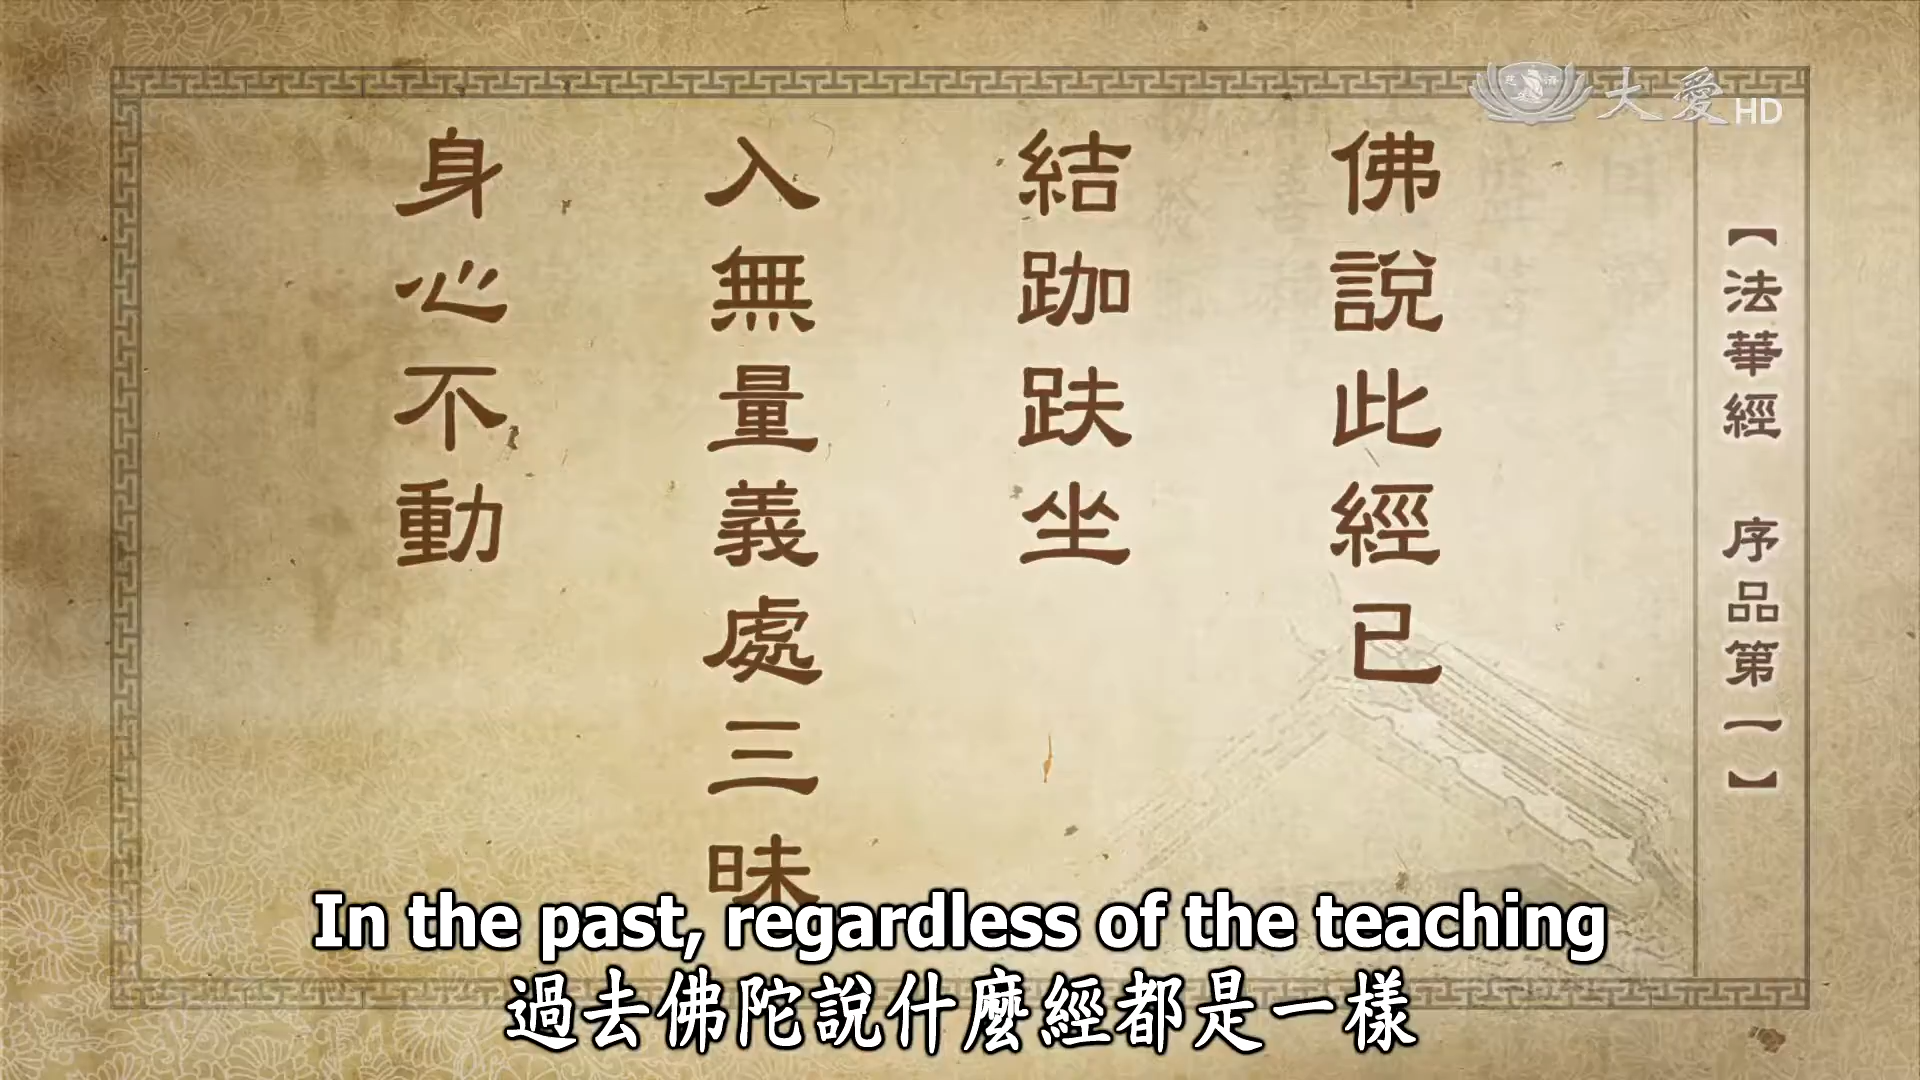 大愛HD
【法華經 序品第一】
佛說此經已
結跏趺坐
入無量義處三昧
身心不動
In the past, regardless of the teaching
過去佛陀說什麼經都是一樣